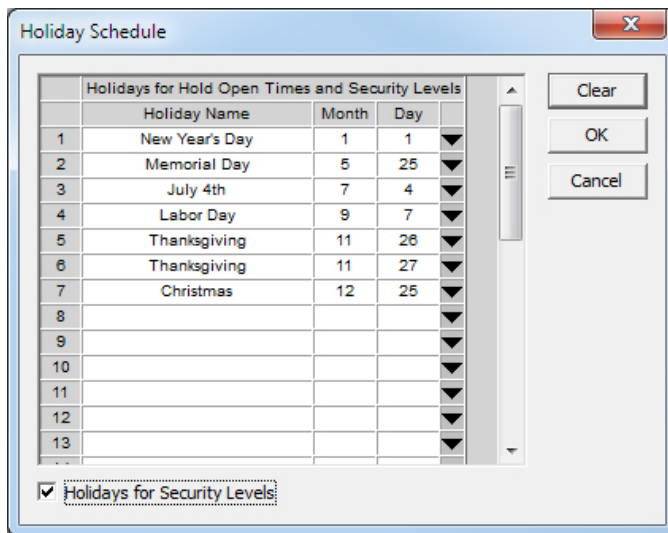 Holiday Schedule
Holidays for Hold Open Times and Security Levels
Holiday Name Month Day
1 New Year's Day 1 1
2 Memorial Day 5 25
3 July 4th 7 4
4 Labor Day 9 7
5 Thanksgiving 11 26
6 Thanksgiving 11 27
7 Christmas 12 25
8
9
10
11
12
13
Clear
OK
Cancel
Holidays for Security Levels